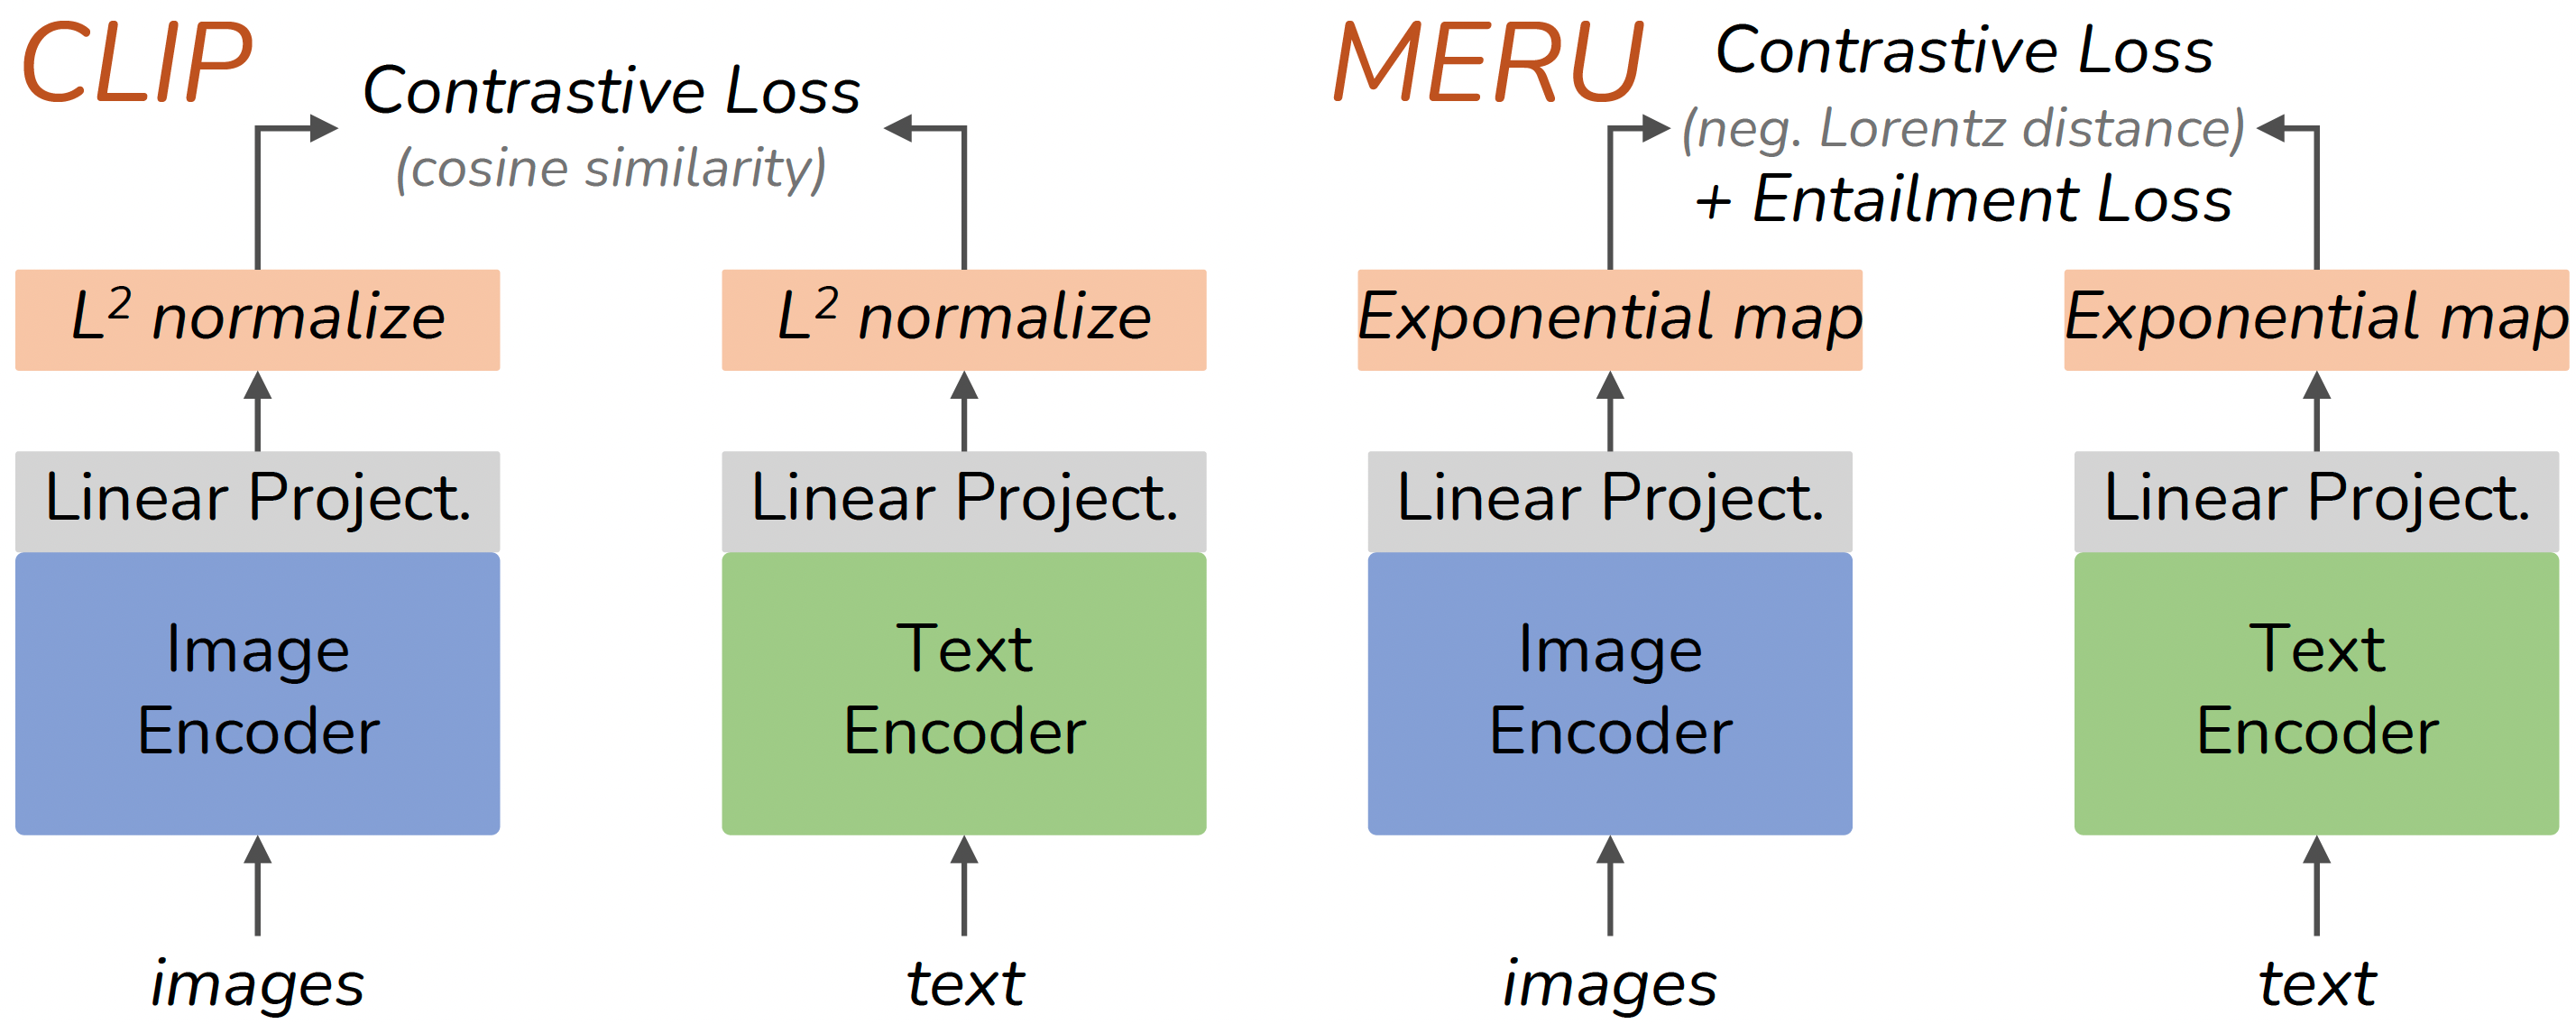 CLIP
Contrastive Loss
(cosine similarity)
L² normalize
L² normalize
Linear Project.
Linear Project.
Image
Encoder
Text
Encoder
images
text
MERU
Contrastive Loss
(neg. Lorentz distance)
+ Entailment Loss
Exponential map
Exponential map
Linear Project.
Linear Project.
Image
Encoder
Text
Encoder
images
text